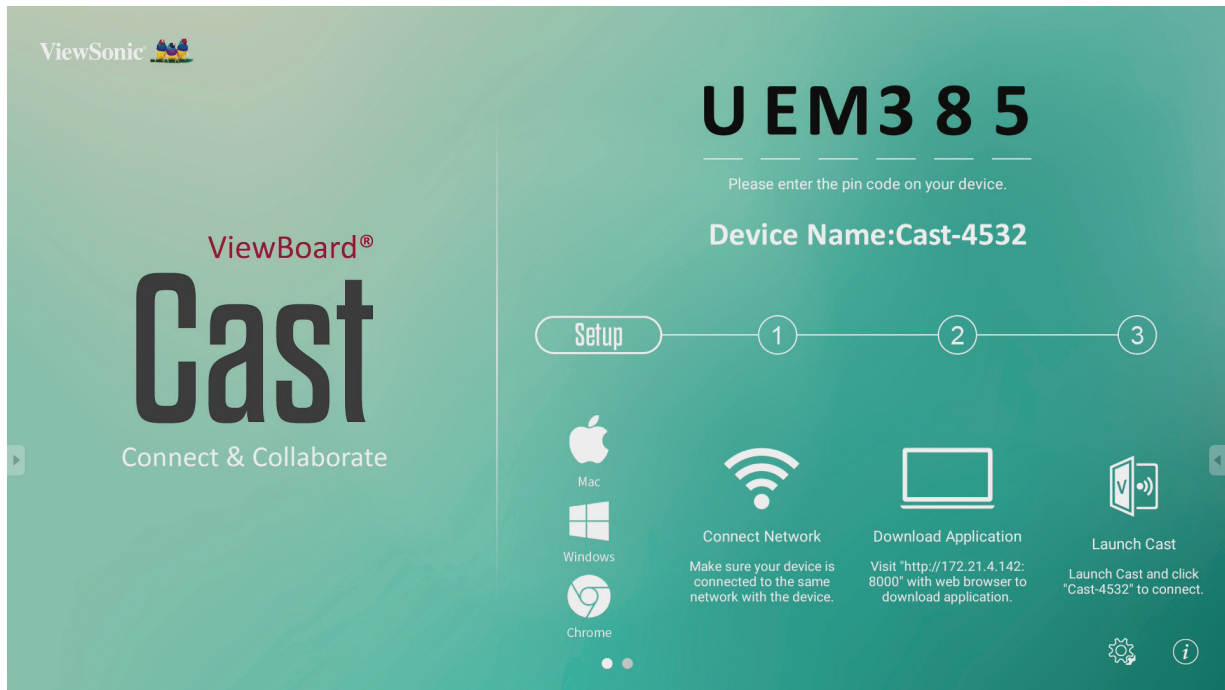 ViewSonic®
UEM385
Please enter the pin code on your device.
Device Name:Cast-4532
ViewBoard®
Cast
Connect & Collaborate
Setup
1
2
3
Mac
Windows
Chrome
Connect Network
Make sure your device is
connected to the same
network with the device.
Download Application
Visit "http://172.21.4.142:
8000" with web browser to
download application.
V
Launch Cast
Launch Cast and click
"Cast-4532" to connect.
i